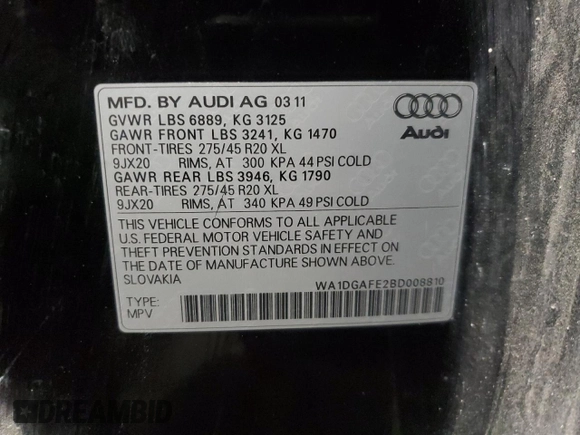 MFD. BY AUDI AG 03 11
GVWR LBS 6889, KG 3125
GAWR FRONT LBS 3241, KG 1470
FRONT-TIRES 275/45 R20 XL
9JX20 RIMS, AT 300 KPA 44 PSI COLD
GAWR REAR LBS 3946, KG 1790
REAR-TIRES 275/45 R20 XL
9JX20 RIMS, AT 340 KPA 49 PSI COLD
Audi
THIS VEHICLE CONFORMS TO ALL APPLICABLE
U.S. FEDERAL MOTOR VEHICLE SAFETY AND
THEFT PREVENTION STANDARDS IN EFFECT ON
THE DATE OF MANUFACTURE SHOWN ABOVE.
SLOVAKIA
WA1DGAFE2BD008810
TYPE:
MPV
DREAMBID